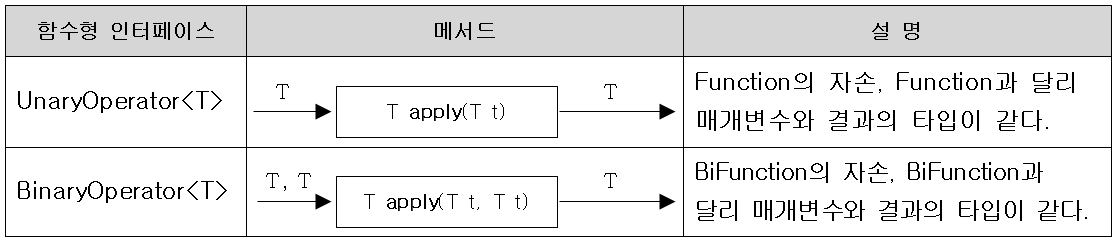 함수형 인터페이스
메서드
설 명
UnaryOperator<T>
T
T apply(T t)
T
Function의 자손, Function과 달리
매개변수와 결과의 타입이 같다.
BinaryOperator<T>
T, T
T apply(T t, T t)
T
BiFunction의 자손, BiFunction과
달리 매개변수와 결과의 타입이 같다.